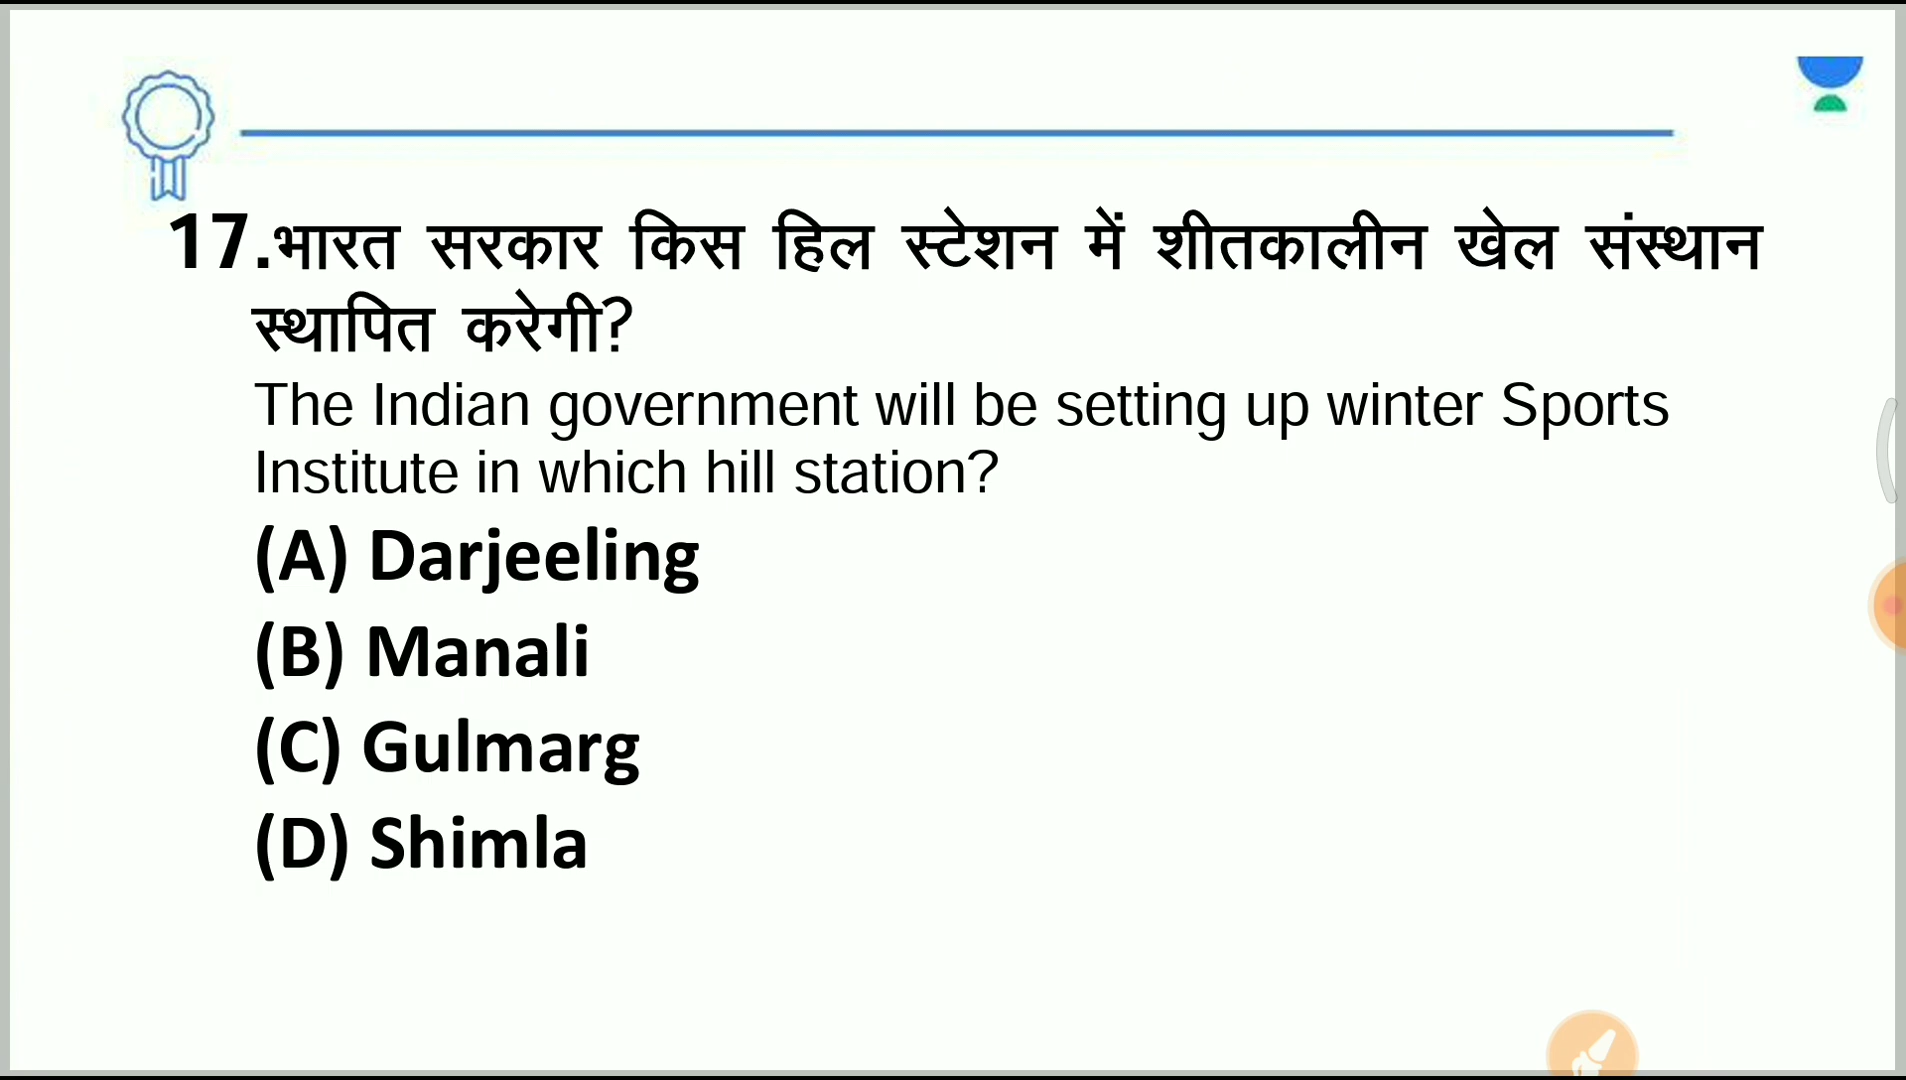 17.भारत सरकार किस हिल स्टेशन में शीतकालीन खेल संस्थान
स्थापित करेगी?
The Indian government will be setting up winter Sports
Institute in which hill station?
(A) Darjeeling
(B) Manali
(C) Gulmarg
(D) Shimla